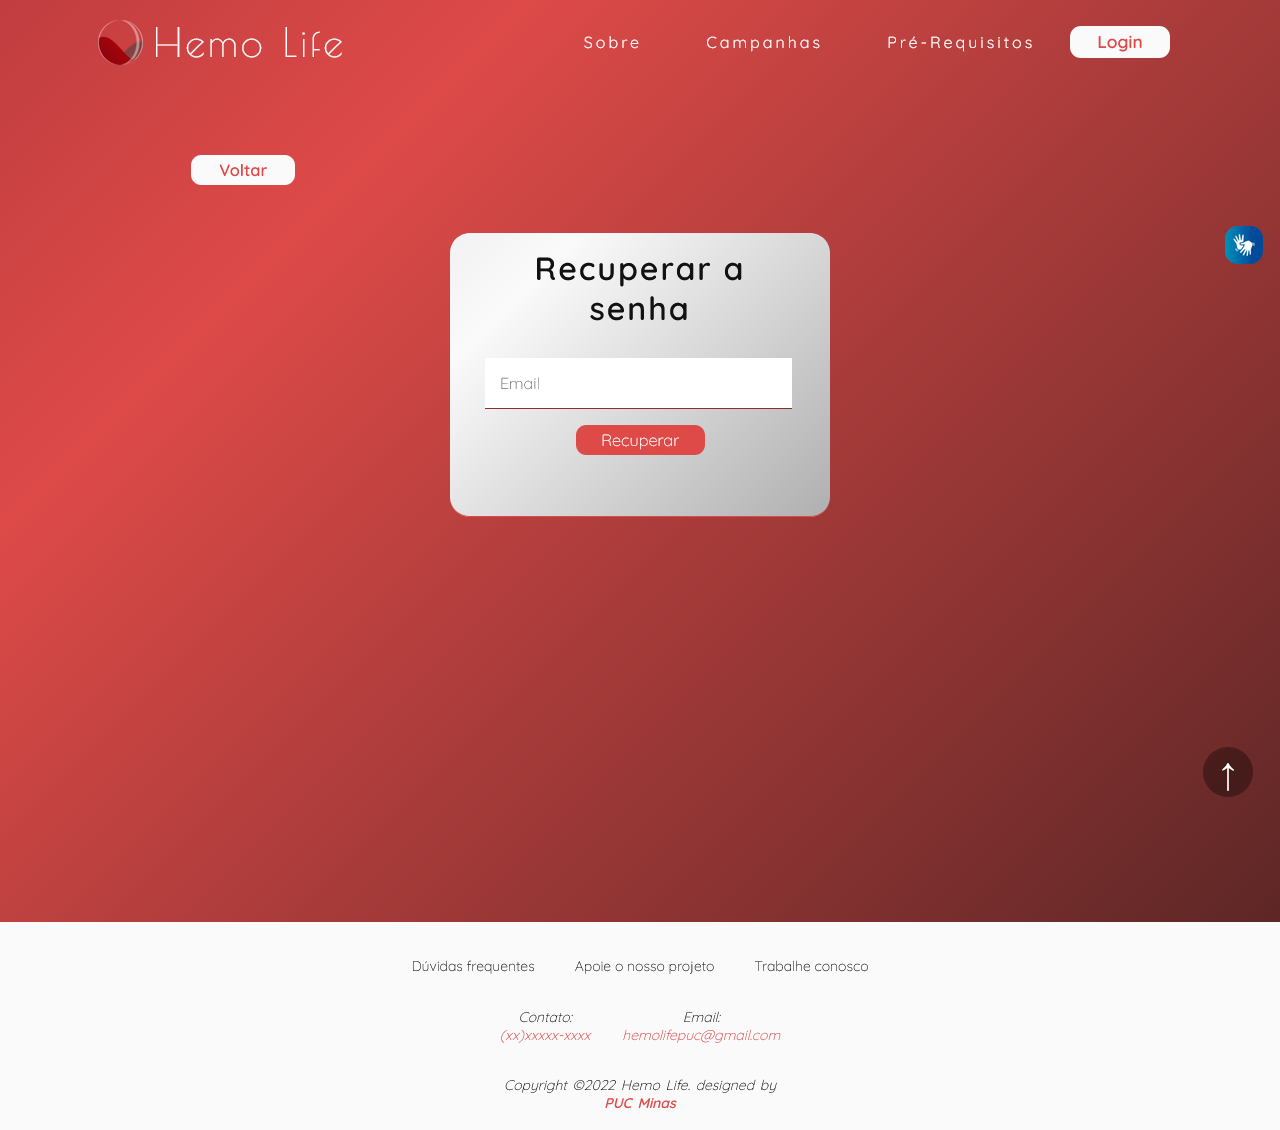 Hemo Life
Sobre
Campanhas
Pré-Requisitos
Login
Voltar
Recuperar a
senha
Email
Recuperar
↑
Dúvidas frequentes
Apoie o nosso projeto
Trabalhe conosco
Contato:
(xx)xxxxx-xxxx
Email:
hemolifepuc@gmail.com
Copyright ©2022 Hemo Life. designed by
PUC Minas